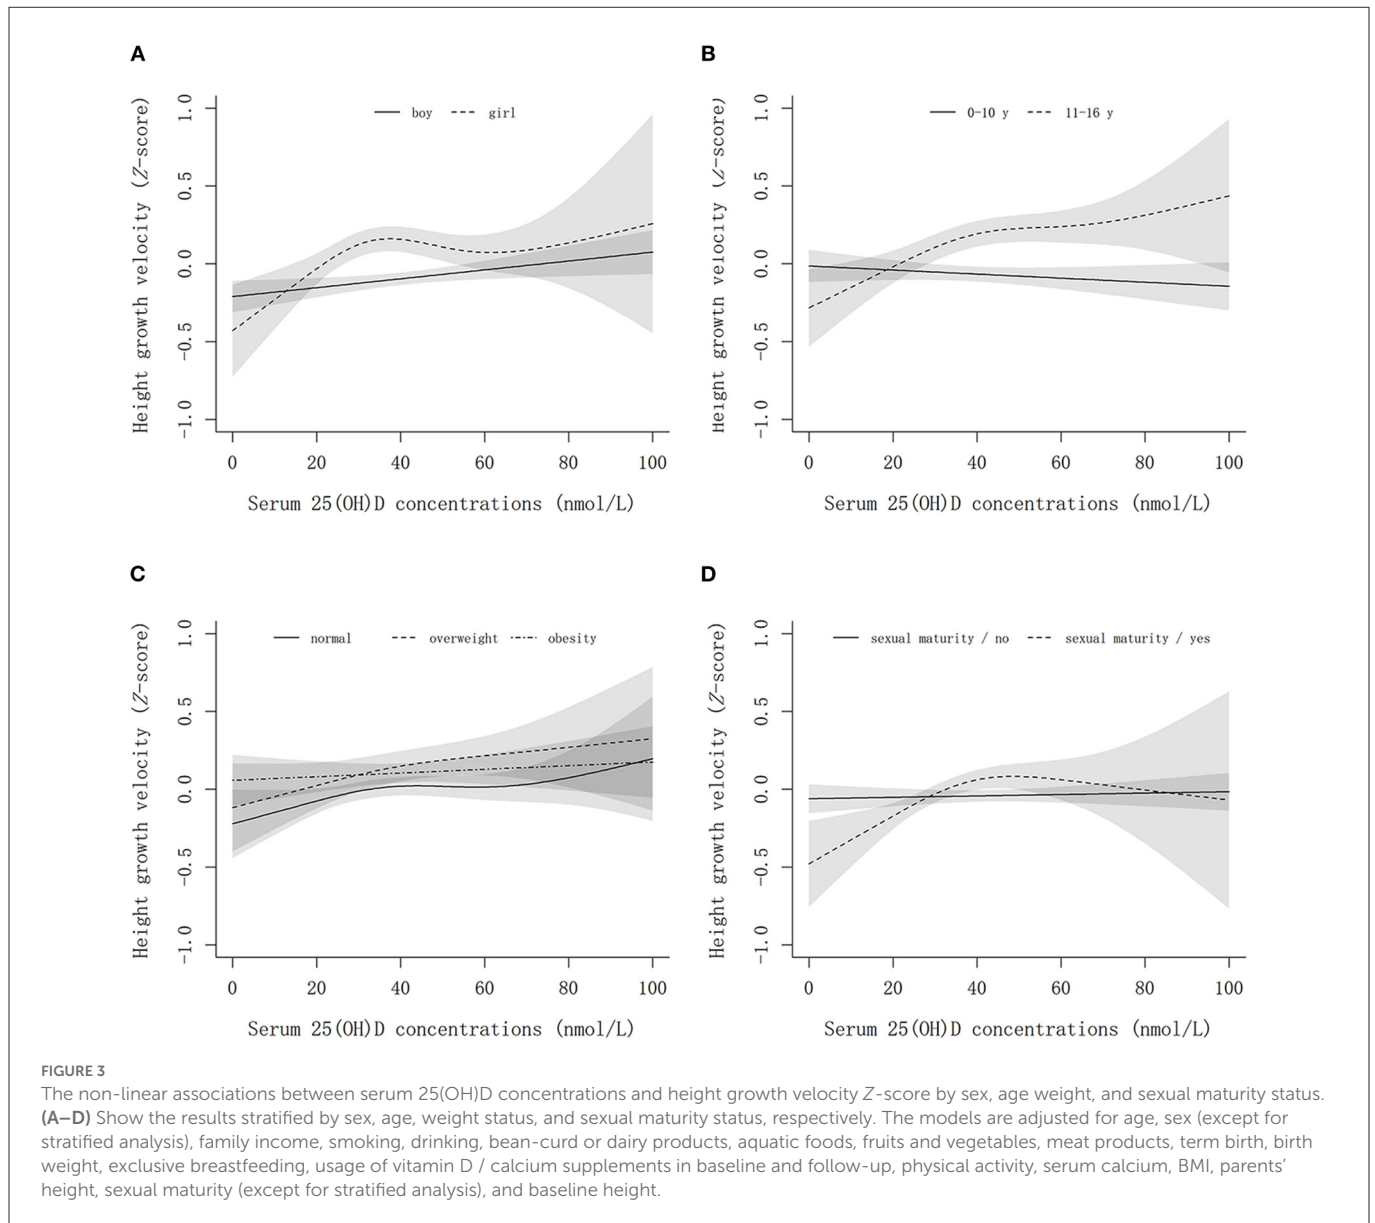 A
Height growth velocity (Z-score)
1.0
0.5
0.0
-0.5
-1.0
boy girl
0 20 40 60 80 100
Serum 25(OH)D concentrations (nmol/L)
B
Height growth velocity (Z-score)
1.0
0.5
0.0
-0.5
-1.0
0-10 y 11-16 y
0 20 40 60 80 100
Serum 25(OH)D concentrations (nmol/L)
C
Height growth velocity (Z-score)
1.0
0.5
0.0
-0.5
-1.0
normal overweight obesity
0 20 40 60 80 100
Serum 25(OH)D concentrations (nmol/L)
D
Height growth velocity (Z-score)
1.0
0.5
0.0
-0.5
-1.0
sexual maturity / no sexual maturity / yes
0 20 40 60 80 100
Serum 25(OH)D concentrations (nmol/L)
FIGURE 3
The non-linear associations between serum 25(OH)D concentrations and height growth velocity Z-score by sex, age weight, and sexual maturity status.
(A–D) Show the results stratified by sex, age, weight status, and sexual maturity status, respectively. The models are adjusted for age, sex (except for
stratified analysis), family income, smoking, drinking, bean-curd or dairy products, aquatic foods, fruits and vegetables, meat products, term birth, birth
weight, exclusive breastfeeding, usage of vitamin D / calcium supplements in baseline and follow-up, physical activity, serum calcium, BMI, parents'
height, sexual maturity (except for stratified analysis), and baseline height.